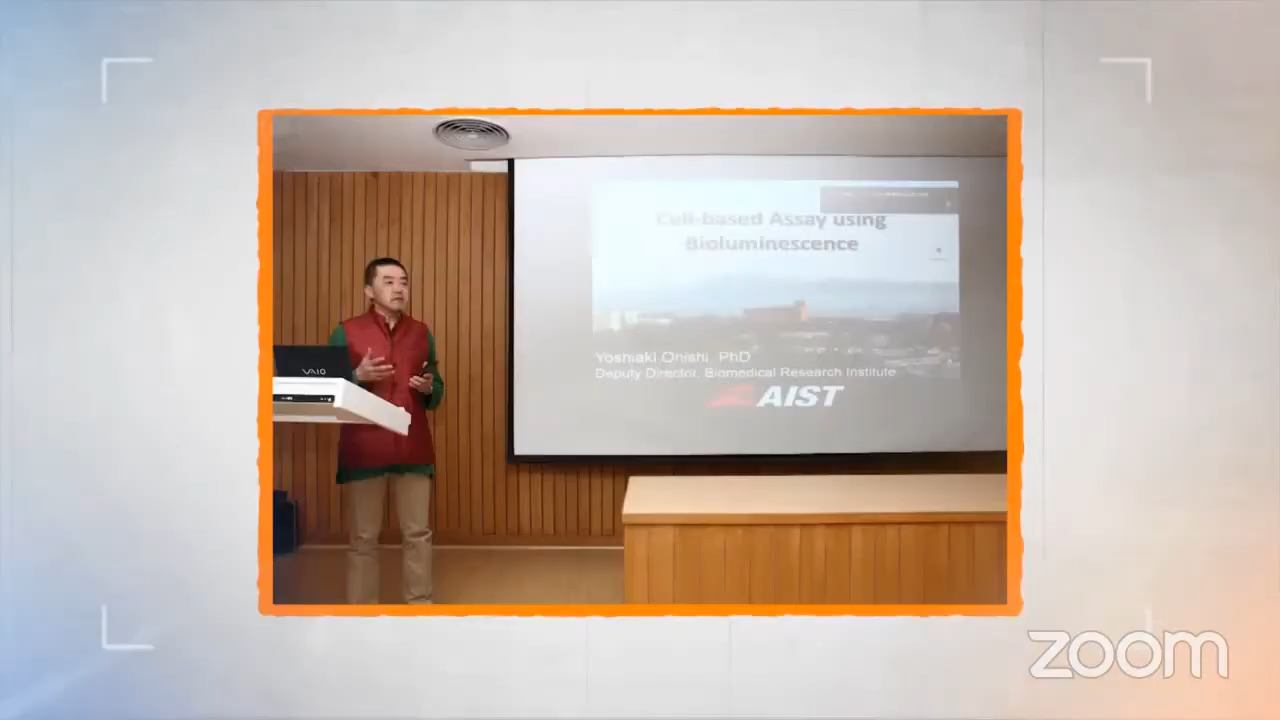 Cell-based Assay using
Bioluminescence
Yoshiaki Onishi, PhD
Deputy Director, Biomedical Research Institute
AIST
VAIO
zoom